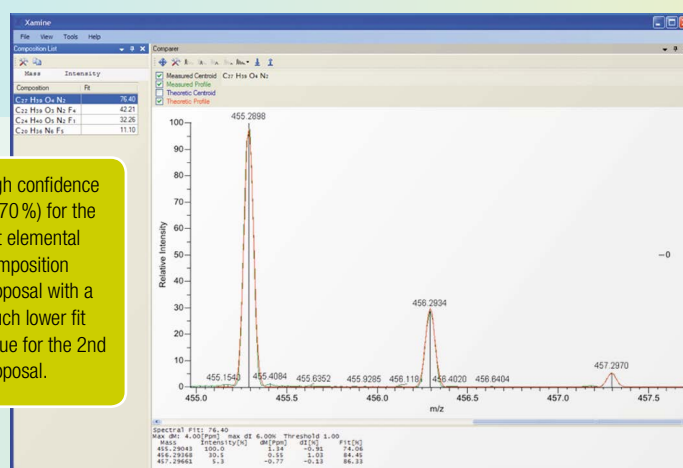 Xamine
File View Tools Help
Composition List
Mass Intensity
Composition Fit
C27 H38 O4 N2 76.40
C22 H38 O3 N2 F4 42.21
C24 H40 O5 N2 F1 32.26
C20 H36 N6 F5 11.10
gh confidence
70 %) for the
t elemental
mposition
oposal with a
uch lower fit
ue for the 2nd
oposal.
Comparer
Measured Centroid C27 H38 O4 N2
Measured Profile
Theoretic Centroid
Theoretic Profile
Relative Intensity
100
90
80
70
60
50
40
30
20
10
0
455.2898
456.2934
457.2970
455.1543 455.4084 455.6352 455.9285 456.118 456.4020 456.6404
−0
455.0 455.5 456.0 456.5 457.0 457.5
m/z
Spectral Fit: 76.40
Max dM: 4.00[Ppm] max dI 6.00% Threshold 1.00
Mass Intensity[%] dM[Ppm] dI[%] Fit[%]
455.29043 100.0 1.34 -0.91 74.06
456.29368 30.5 0.55 1.03 84.45
457.29661 5.3 -0.77 -0.13 86.33